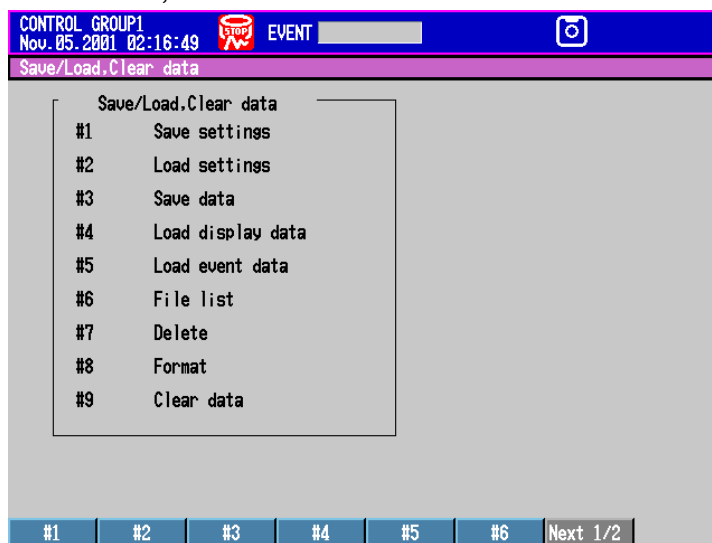 CONTROL GROUP1
Nov.05.2001 02:16:49
STOP
EVENT
Save/Load,Clear data
Save/Load,Clear data
#1 Save settings
#2 Load settings
#3 Save data
#4 Load display data
#5 Load event data
#6 File list
#7 Delete
#8 Format
#9 Clear data
#1 #2 #3 #4 #5 #6 Next 1/2